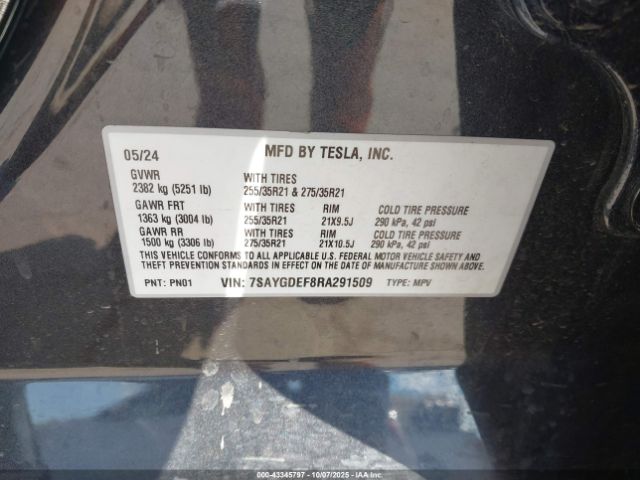 05/24 MFD BY TESLA, INC.
GVWR WITH TIRES
2382 kg (5251 lb) 255/35R21 & 275/35R21
GAWR FRT WITH TIRES RIM COLD TIRE PRESSURE
1363 kg (3004 lb) 255/35R21 21X9.5J 290 kPa, 42 psi
GAWR RR WITH TIRES RIM COLD TIRE PRESSURE
1500 kg (3306 lb) 275/35R21 21X10.5J 290 kPa, 42 psi
THIS VEHICLE CONFORMS TO ALL APPLICABLE U.S. FEDERAL MOTOR VEHICLE SAFETY AND
THEFT PREVENTION STANDARDS IN EFFECT ON THE DATE OF MANUFACTURE SHOWN ABOVE.
PNT: PN01 VIN: 7SAYGDEF8RA291509 TYPE: MPV
000-43345797 - 10/07/2025 - © IAA Holdings, LLC